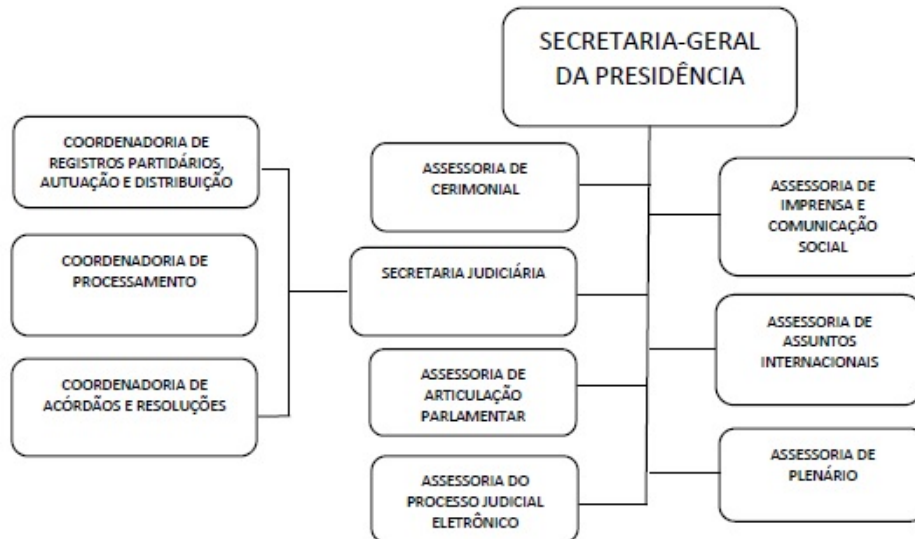 SECRETARIA-GERAL
DA PRESIDÊNCIA
COORDENADORIA DE
REGISTROS PARTIDÁRIOS,
AUTUAÇÃO E DISTRIBUIÇÃO
COORDENADORIA DE
PROCESSAMENTO
COORDENADORIA DE
ACÓRDÃOS E RESOLUÇÕES
ASSESSORIA DE
CERIMONIAL
SECRETARIA JUDICIÁRIA
ASSESSORIA DE
ARTICULAÇÃO
PARLAMENTAR
ASSESSORIA DO
PROCESSO JUDICIAL
ELETRÔNICO
ASSESSORIA DE
IMPRENSA E
COMUNICAÇÃO
SOCIAL
ASSESSORIA DE
ASSUNTOS
INTERNACIONAIS
ASSESSORIA DE
PLENÁRIO